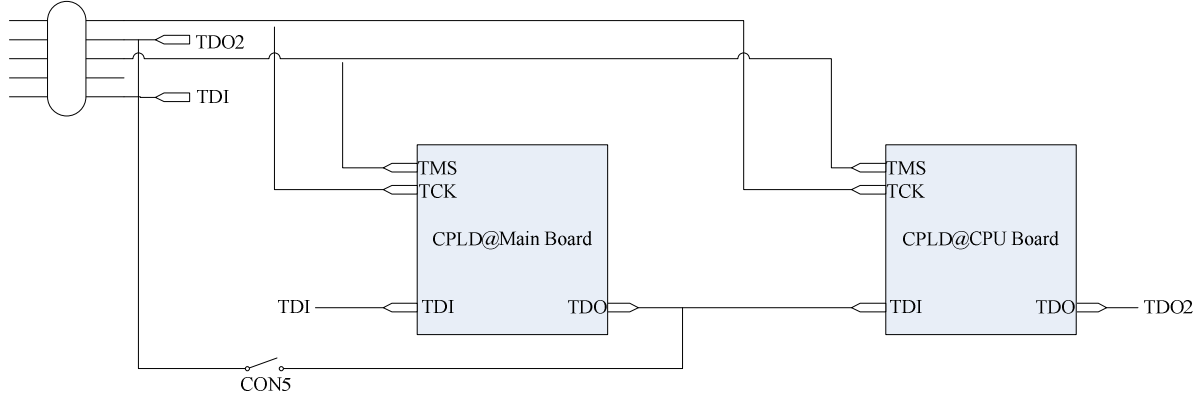 TDO2
TDI
TMS
TCK
CPLD@Main Board
TDI
TDI
TDO
CON5
TMS
TCK
CPLD@CPU Board
TDI
TDO
TDO2